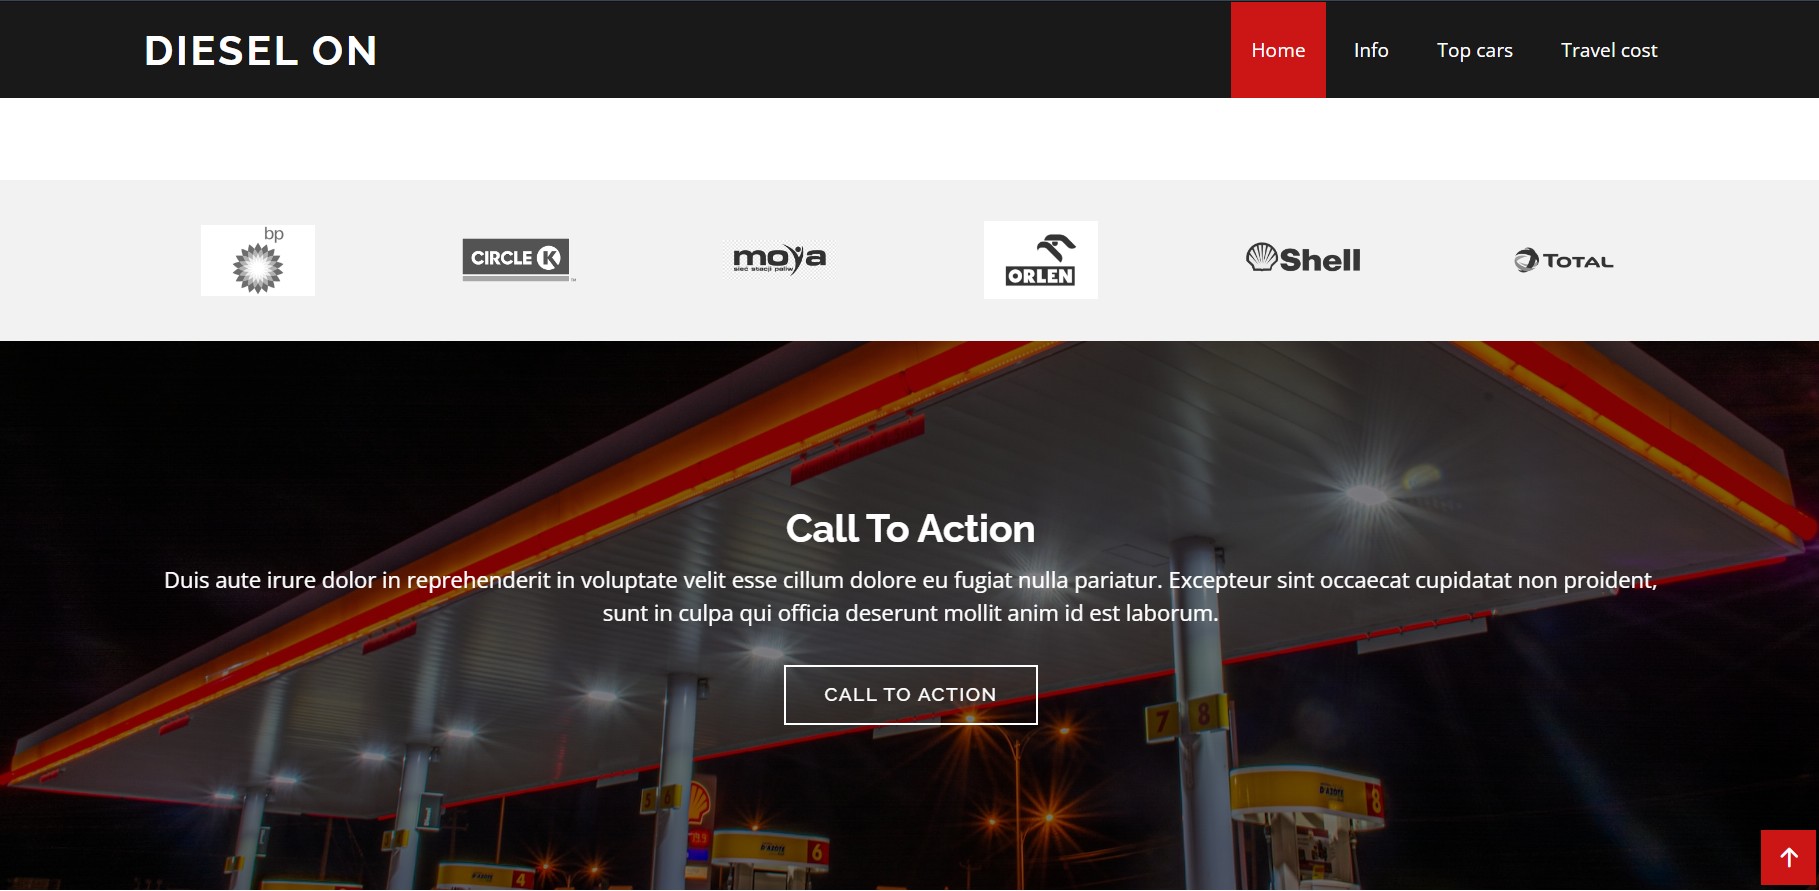 DIESEL ON
Home
Info
Top cars
Travel cost
bp
CIRCLE K
moya
sieć stacji paliw
ORLEN
Shell
TOTAL
Call To Action
Duis aute irure dolor in reprehenderit in voluptate velit esse cillum dolore eu fugiat nulla pariatur. Excepteur sint occaecat cupidatat non proident,
sunt in culpa qui officia deserunt mollit anim id est laborum.
CALL TO ACTION
7 8
5 6
1
8
6
4